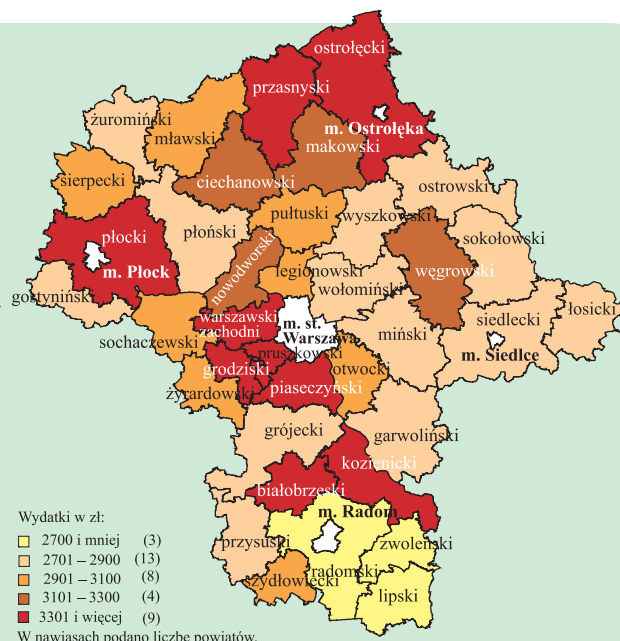 ostrołęcki
przasnyski
żuromiński
mławski
m. Ostrołęka
makowski
sierpecki
ciechanowski
ostrowski
pułtuski
wyszkowski
płocki
płoński
sokołowski
nowodworski
m. Płock
legionowski
węgrowski
gostyniński
wołomiński
łosicki
warszawski
zachodni
m. st.
Warszawa
siedlecki
sochaczewski
miński
pruszkowski
m. Siedlce
grodziski
otwocki
piaseczyński
żyrardowski
grójecki
garwoliński
kozienicki
białobrzeski
m. Radom
Wydatki w zł:
2700 i mniej (3)
2701 – 2900 (13)
2901 – 3100 (8)
3101 – 3300 (4)
3301 i więcej (9)
przysuski
zwoleński
radomski
szydłowiecki
lipski
W nawiasach podano liczbę powiatów.